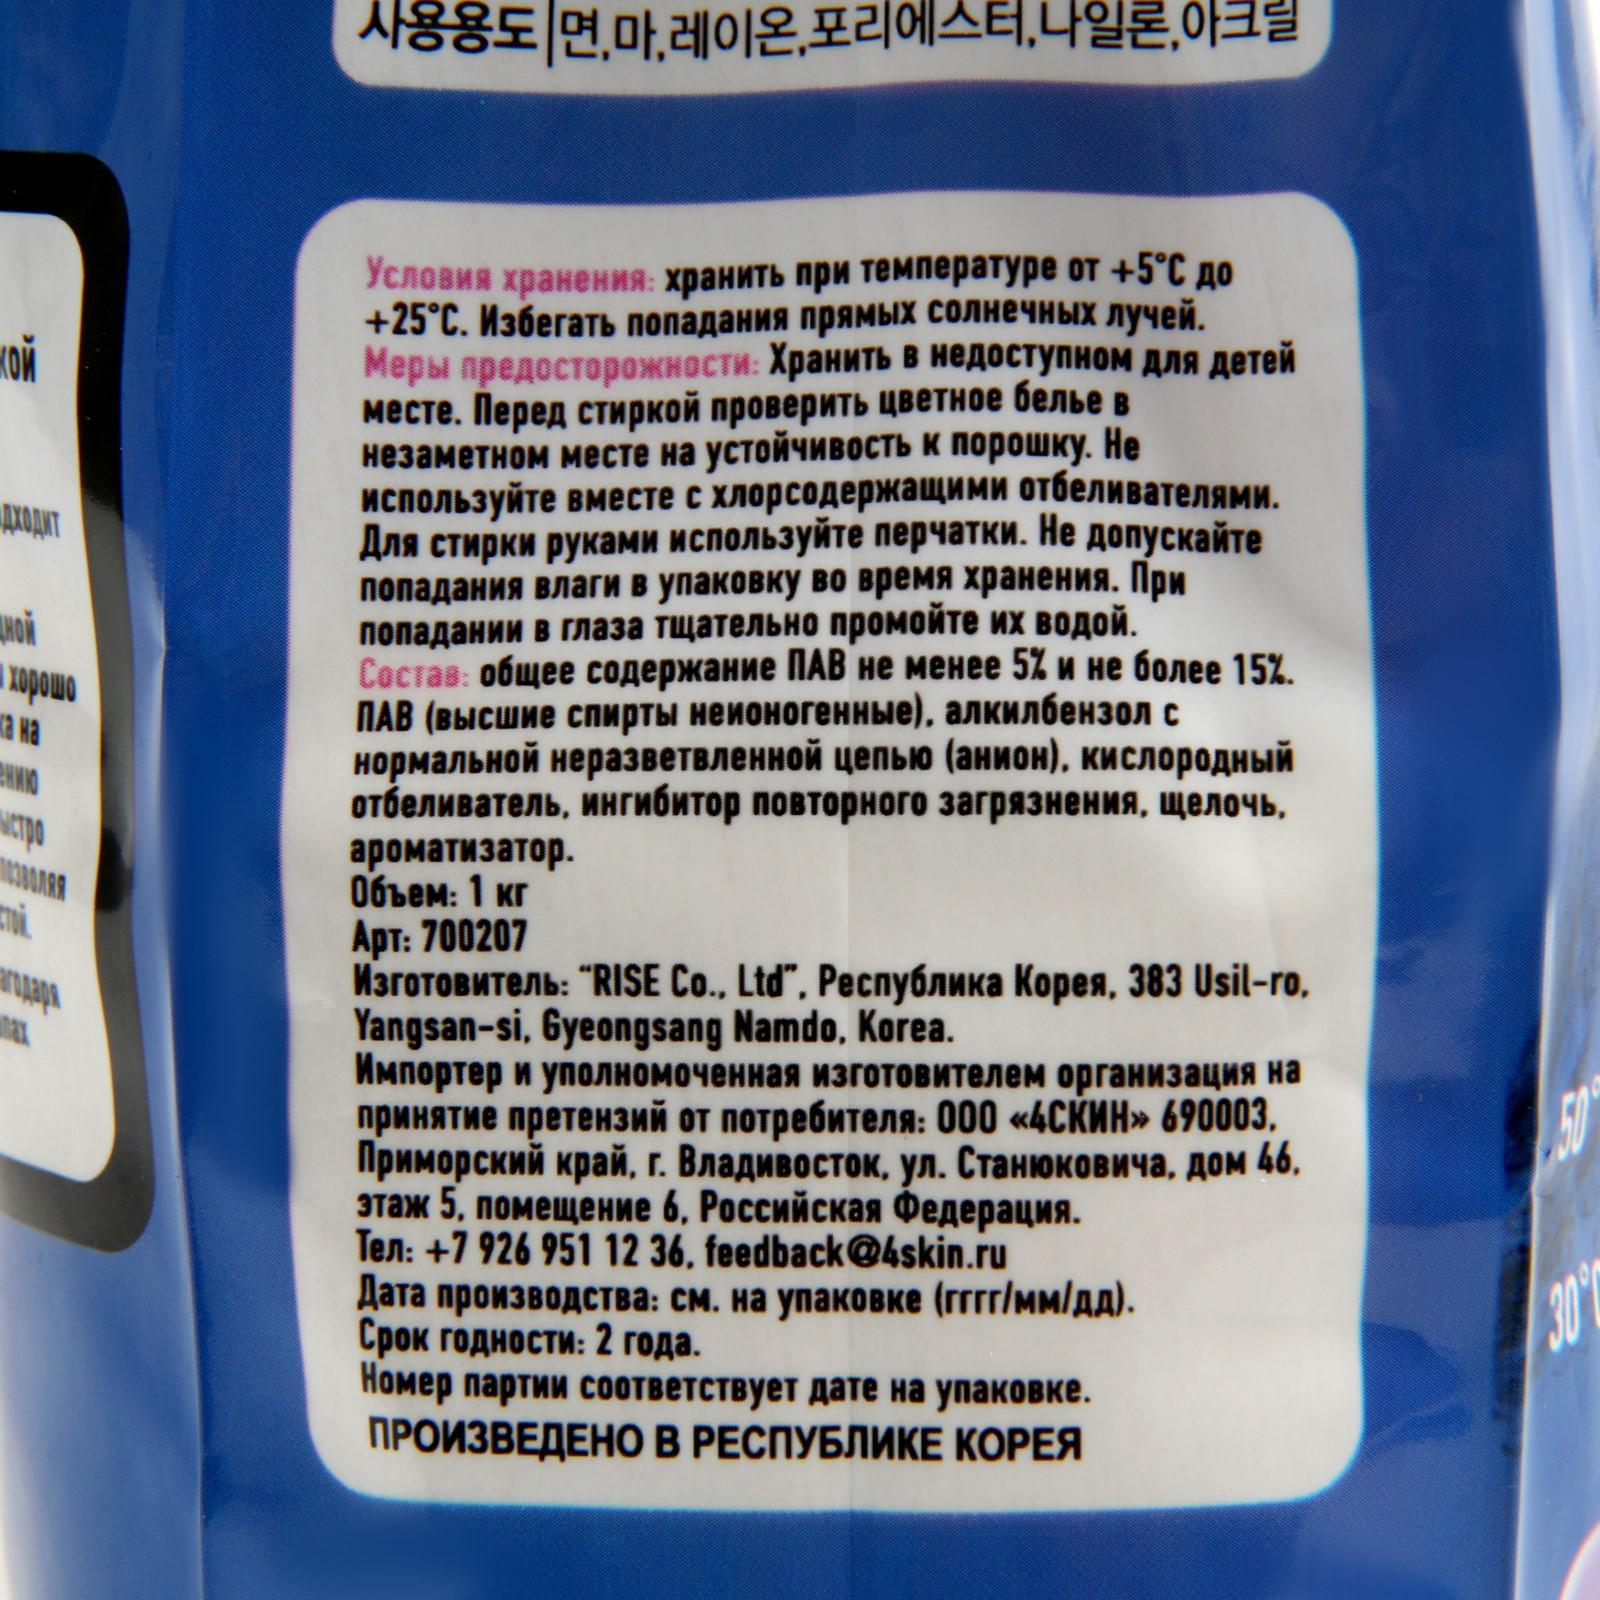 사용용도|면,마,레이온,포리에스터,나일론,아크릴
Условия хранения: хранить при температуре от +5°C до
+25°C. Избегать попадания прямых солнечных лучей.
Меры предосторожности: Хранить в недоступном для детей
месте. Перед стиркой проверить цветное белье в
незаметном месте на устойчивость к порошку. Не
используйте вместе с хлорсодержащими отбеливателями.
Для стирки руками используйте перчатки. Не допускайте
попадания влаги в упаковку во время хранения. При
попадании в глаза тщательно промойте их водой.
Состав: общее содержание ПАВ не менее 5% и не более 15%.
ПАВ (высшие спирты неионогенные), алкилбензол с
нормальной неразветвленной цепью (анион), кислородный
отбеливатель, ингибитор повторного загрязнения, щелочь,
ароматизатор.
Объем: 1 кг
Арт: 700207
Изготовитель: “RISE Co., Ltd”, Республика Корея, 383 Usil-ro,
Yangsan-si, Gyeongsang Namdo, Korea.
Импортер и уполномоченная изготовителем организация на
принятие претензий от потребителя: ООО «4СКИН» 690003,
Приморский край, г. Владивосток, ул. Станюковича, дом 46,
этаж 5, помещение 6, Российская Федерация.
Тел: +7 926 951 12 36, feedback@4skin.ru
Дата производства: см. на упаковке (гггг/мм/дд).
Срок годности: 2 года.
Номер партии соответствует дате на упаковке.
ПРОИЗВЕДЕНО В РЕСПУБЛИКЕ КОРЕЯ
хорошо
на
50°
30°C